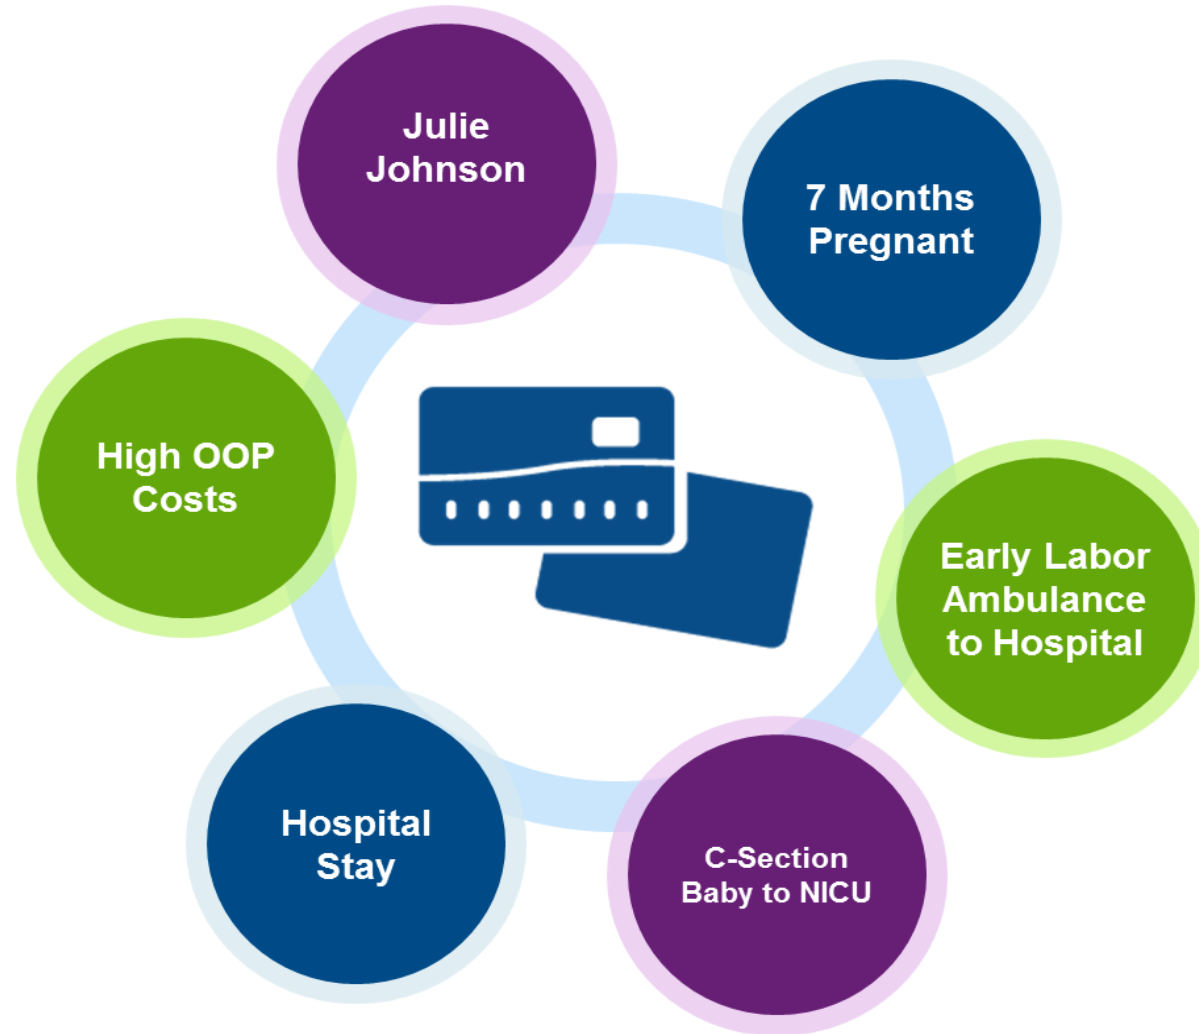 Julie
Johnson
7 Months
Pregnant
Early Labor
Ambulance
to Hospital
C-Section
Baby to NICU
Hospital
Stay
High OOP
Costs